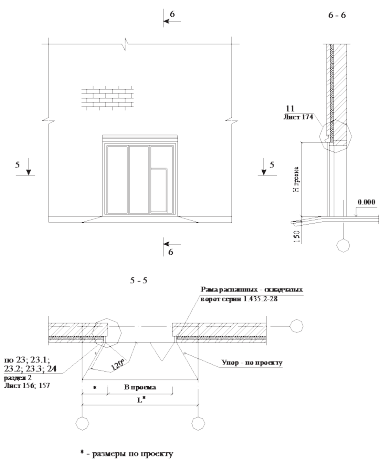 6
6 - 6
11
Лист 174
5
5
H проема
0.000
150
6
5 - 5
Рама распашных - складчатых
ворот серия 1.435.2-28
по 23; 23.1;
23.2; 23.3; 24
раздел 2
Лист 156; 157
120°
Упор - по проекту
*
В проема
L*
* - размеры по проекту